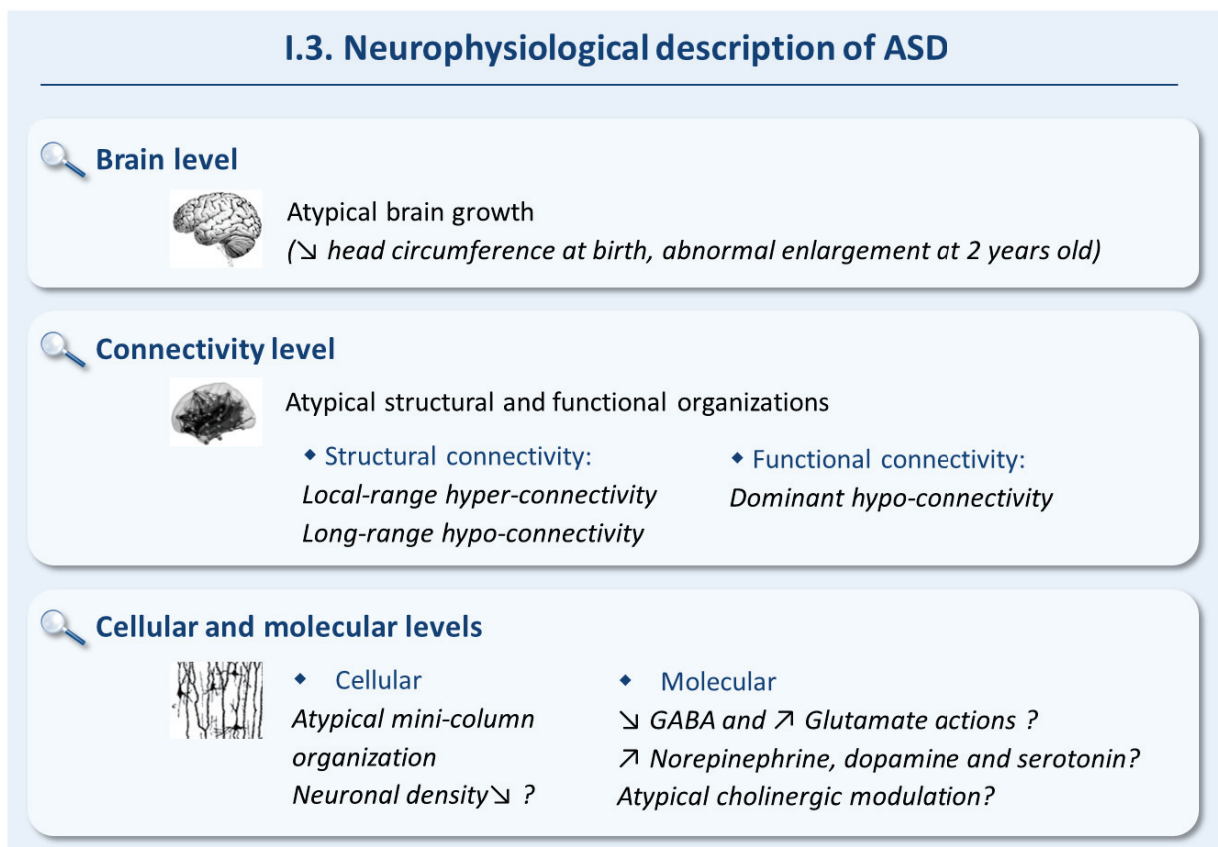 I.3. Neurophysiological description of ASD
Brain level
Atypical brain growth
(↘ head circumference at birth, abnormal enlargement at 2 years old)
Connectivity level
Atypical structural and functional organizations
◆ Structural connectivity:
Local-range hyper-connectivity
Long-range hypo-connectivity
◆ Functional connectivity:
Dominant hypo-connectivity
Cellular and molecular levels
◆ Cellular
Atypical mini-column
organization
Neuronal density↘ ?
◆ Molecular
↘ GABA and ↗ Glutamate actions ?
↗ Norepinephrine, dopamine and serotonin?
Atypical cholinergic modulation?